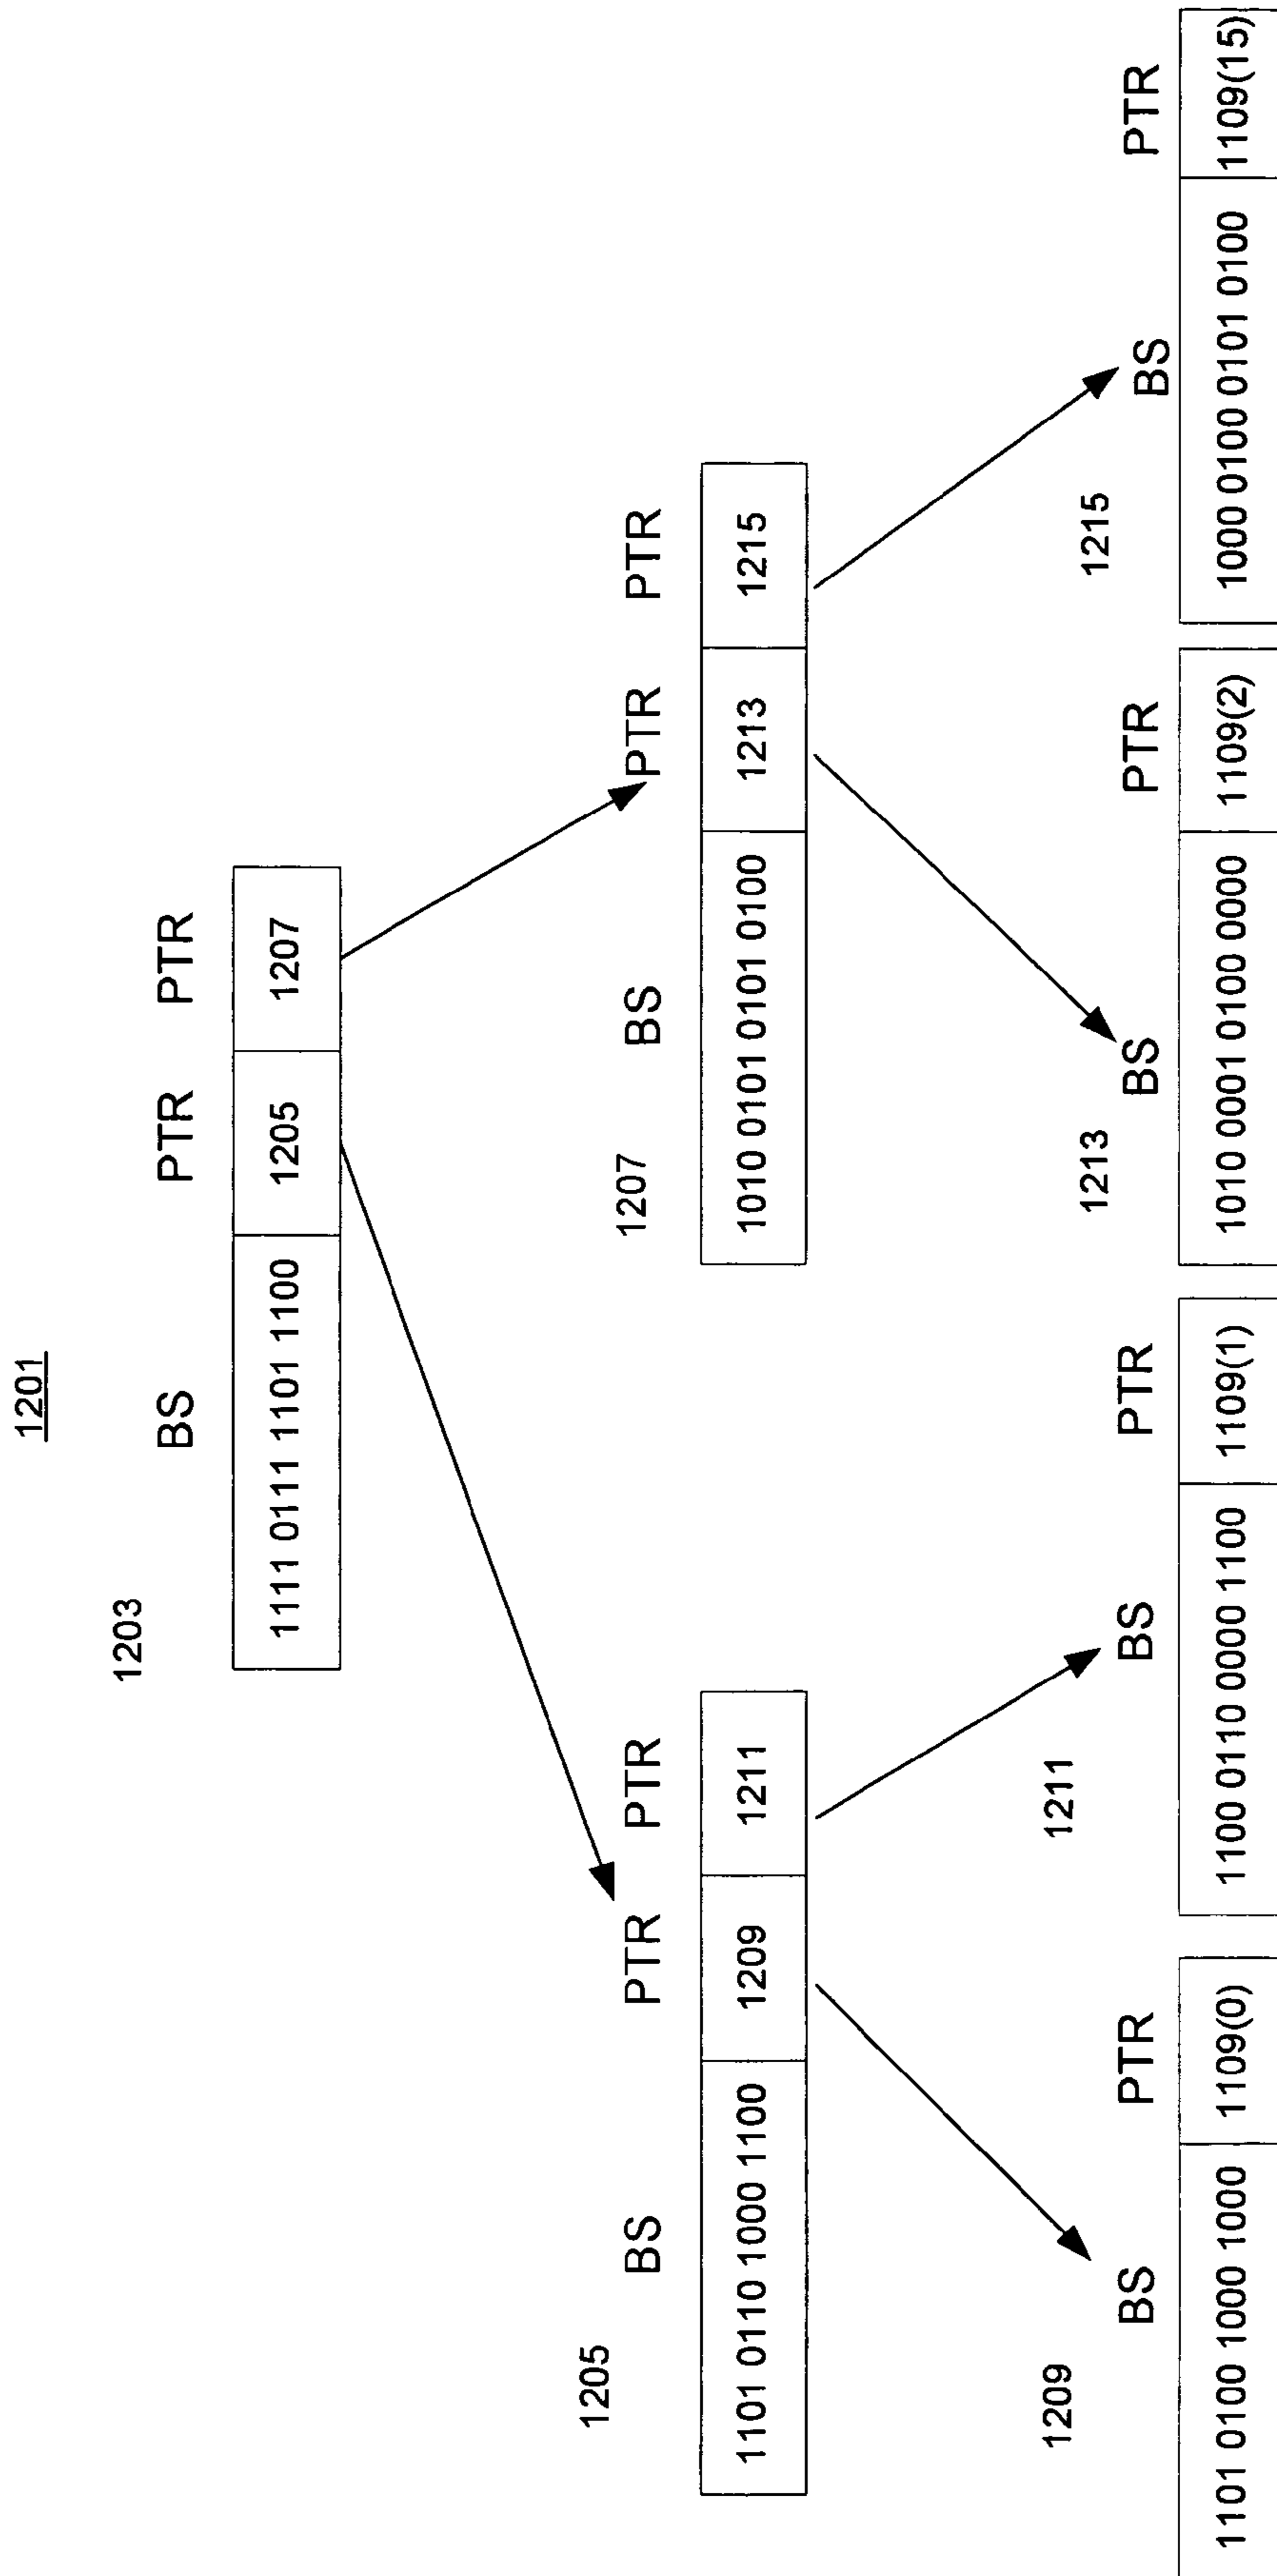 1201
1203
BS PTR PTR
1111 0111 1101 1100 1205 1207
1205
BS PTR PTR
1101 0110 1000 1100 1209 1211
1207
BS PTR PTR
1010 0101 0101 0100 1213 1215
1209
BS PTR
1101 0100 1000 1000 1109(0)
1211
BS PTR
1100 0110 0000 1100 1109(1)
1213
BS PTR
1010 0001 0100 0000 1109(2)
1215
BS PTR
1000 0100 0101 0100 1109(15)